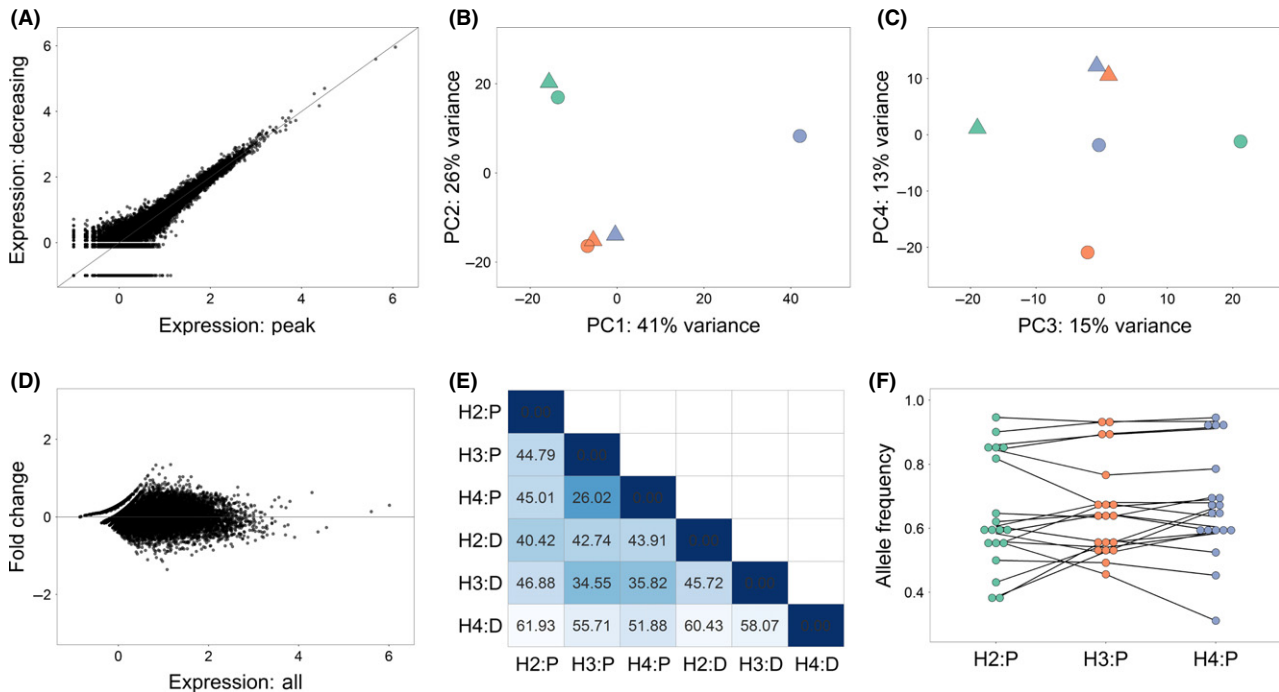 (A)
Expression: decreasing
6
4
2
0
0
2
4
6
Expression: peak
(B)
PC2: 26% variance
20
0
–20
–20
0
20
40
PC1: 41% variance
(C)
PC4: 13% variance
10
0
–10
–20
–20
–10
0
10
20
PC3: 15% variance
(D)
Fold change
2
0
–2
0
2
4
6
Expression: all
(E)
H2:P 0.00
H3:P 44.79 0.00
H4:P 45.01 26.02 0.00
H2:D 40.42 42.74 43.91 0.00
H3:D 46.88 34.55 35.82 45.72 0.00
H4:D 61.93 55.71 51.88 60.43 58.07 0.00
H2:P H3:P H4:P H2:D H3:D H4:D
(F)
Allele frequency
1.0
0.8
0.6
0.4
H2:P H3:P H4:P